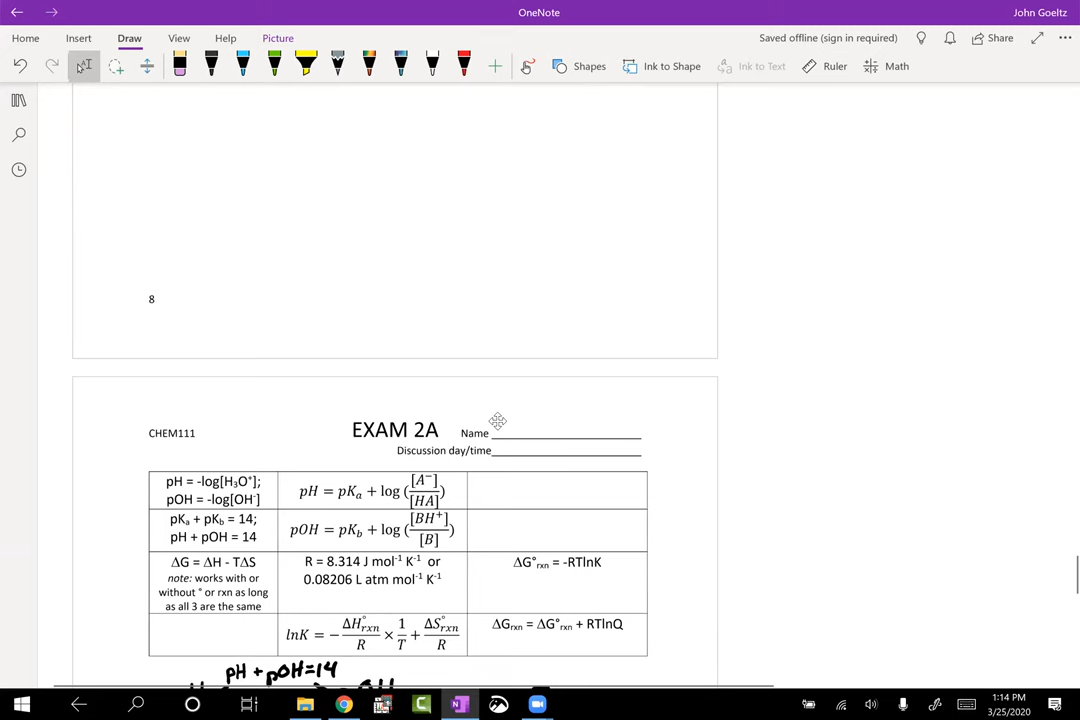 OneNote
John Goeltz
Home Insert Draw View Help Picture
Saved offline (sign in required) Share
Shapes Ink to Shape Ink to Text Ruler Math
8
CHEM111 EXAM 2A Name
Discussion day/time
pH = -log[H₃O⁺];
pOH = -log[OH⁻]
pH = pKₐ + log ([A⁻]/[HA])
pKₐ + pK_b = 14;
pH + pOH = 14
pOH = pK_b + log ([BH⁺]/[B])
ΔG = ΔH - TΔS
note: works with or
without ° or rxn as long
as all 3 are the same
R = 8.314 J mol⁻¹ K⁻¹ or
0.08206 L atm mol⁻¹ K⁻¹
ΔG°rxn = -RTlnK
lnK = − ΔH°rxn/R × 1/T + ΔS°rxn/R
ΔGrxn = ΔG°rxn + RTlnQ
pH + pOH = 14
1:14 PM
3/25/2020